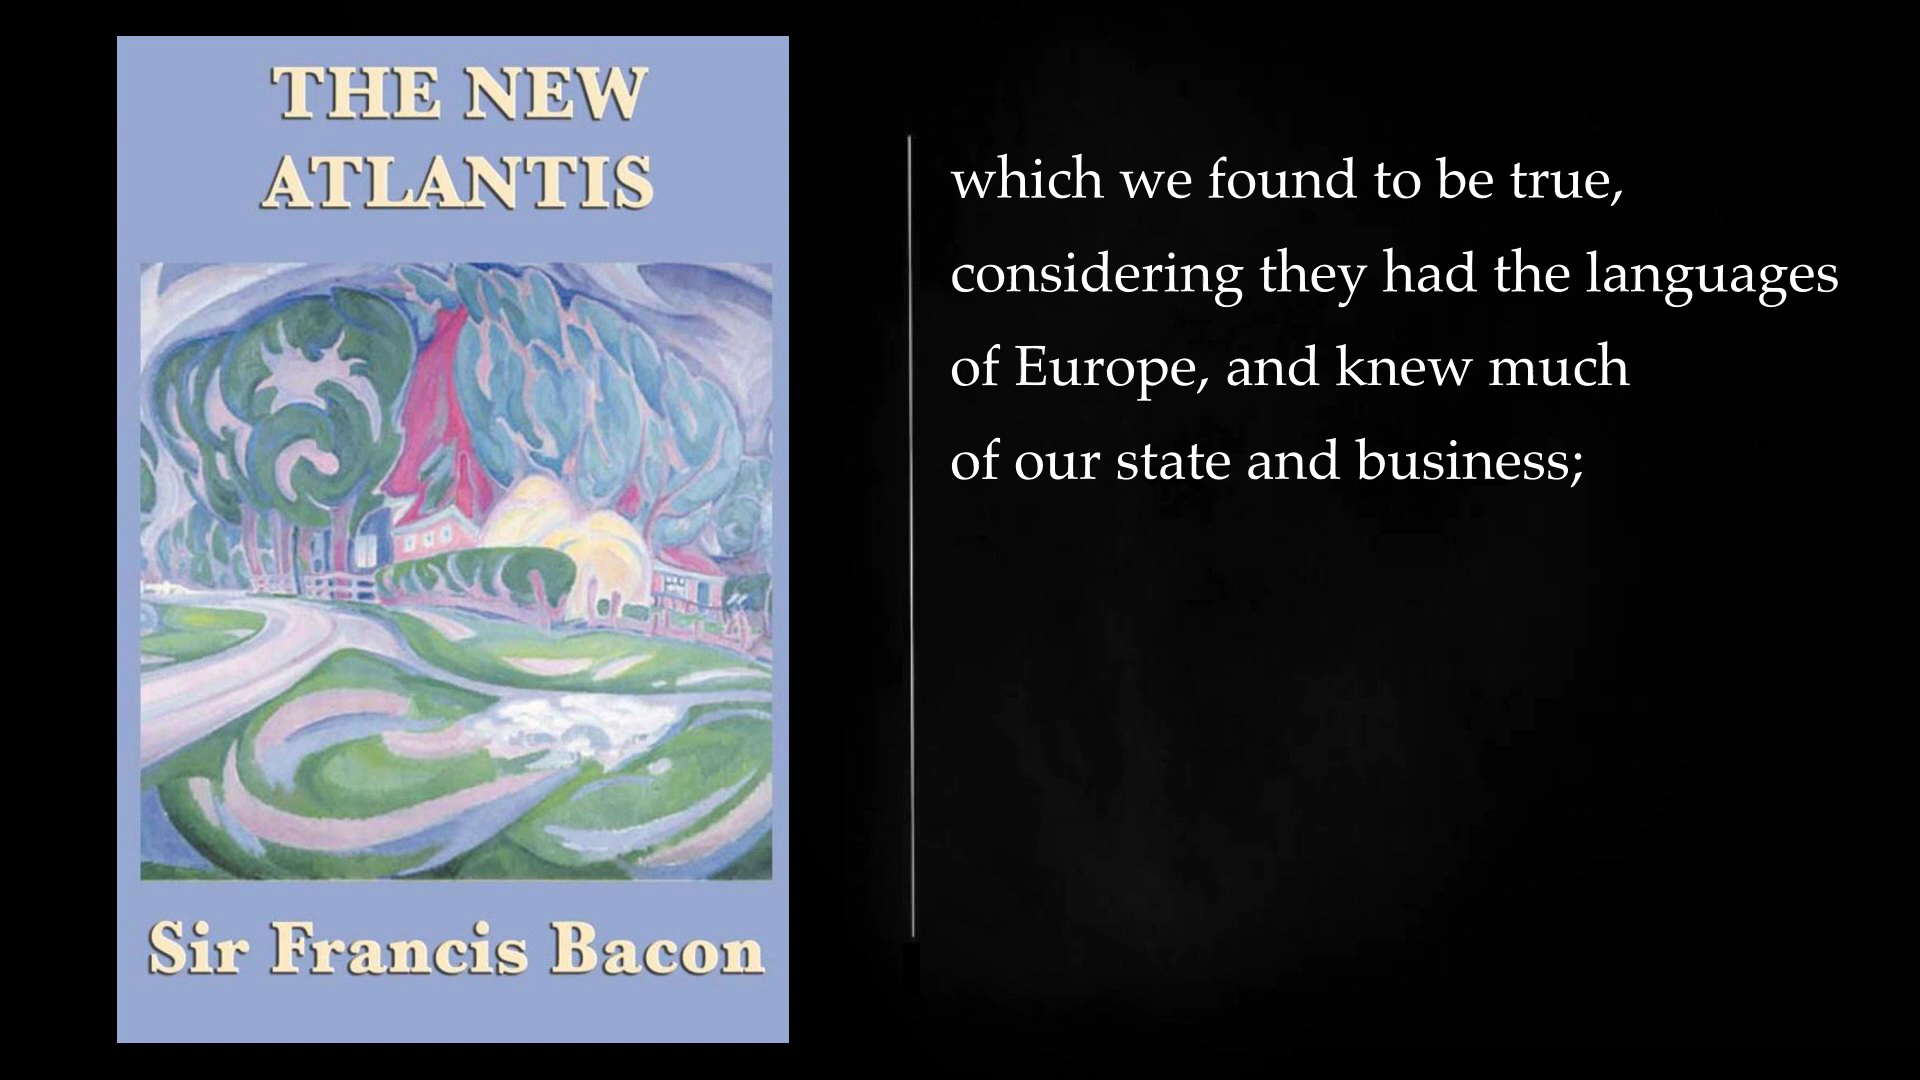 THE NEW
ATLANTIS
Sir Francis Bacon
which we found to be true,
considering they had the languages
of Europe, and knew much
of our state and business;